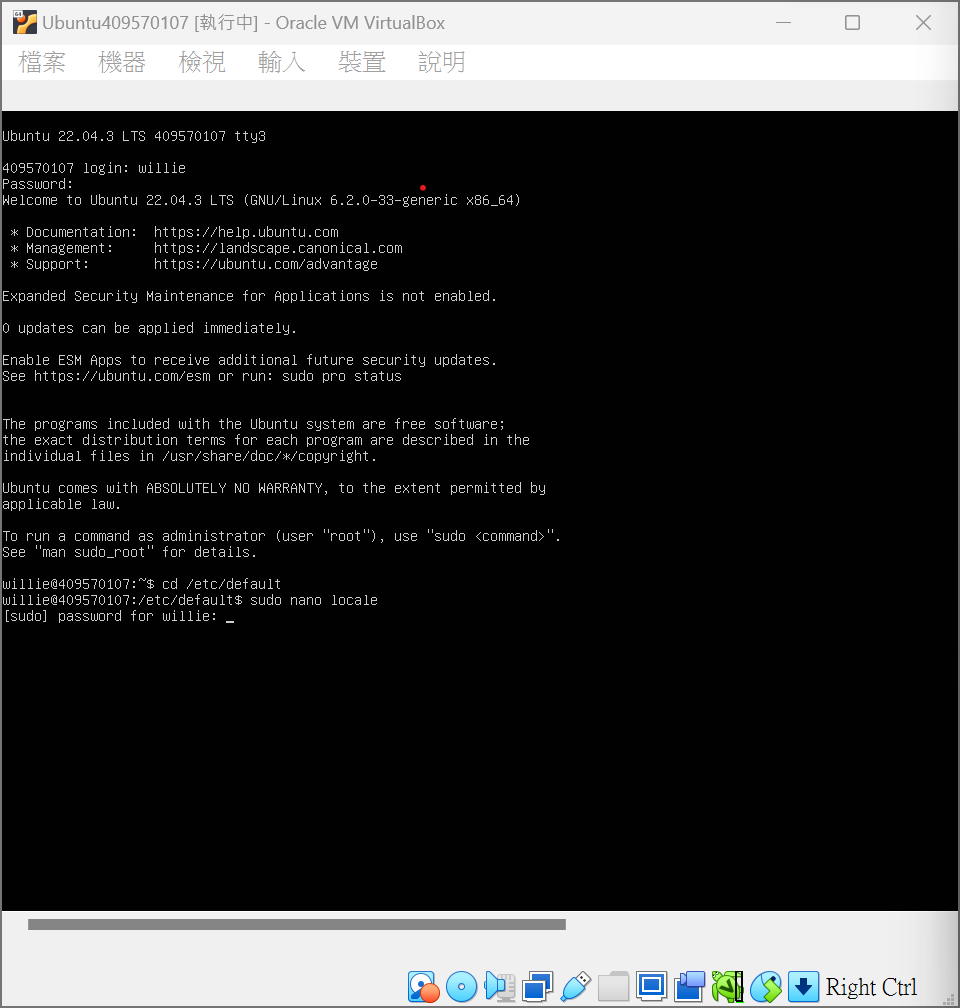 64
Ubuntu409570107 [執行中] - Oracle VM VirtualBox
檔案 機器 檢視 輸入 裝置 說明
Ubuntu 22.04.3 LTS 409570107 tty3
409570107 login: willie
Password:
Welcome to Ubuntu 22.04.3 LTS (GNU/Linux 6.2.0-33-generic x86_64)
* Documentation:  https://help.ubuntu.com
* Management:     https://landscape.canonical.com
* Support:        https://ubuntu.com/advantage
Expanded Security Maintenance for Applications is not enabled.
0 updates can be applied immediately.
Enable ESM Apps to receive additional future security updates.
See https://ubuntu.com/esm or run: sudo pro status
The programs included with the Ubuntu system are free software;
the exact distribution terms for each program are described in the
individual files in /usr/share/doc/*/copyright.
Ubuntu comes with ABSOLUTELY NO WARRANTY, to the extent permitted by
applicable law.
To run a command as administrator (user "root"), use "sudo <command>".
See "man sudo_root" for details.
willie@409570107:~$ cd /etc/default
willie@409570107:/etc/default$ sudo nano locale
[sudo] password for willie: _
Right Ctrl